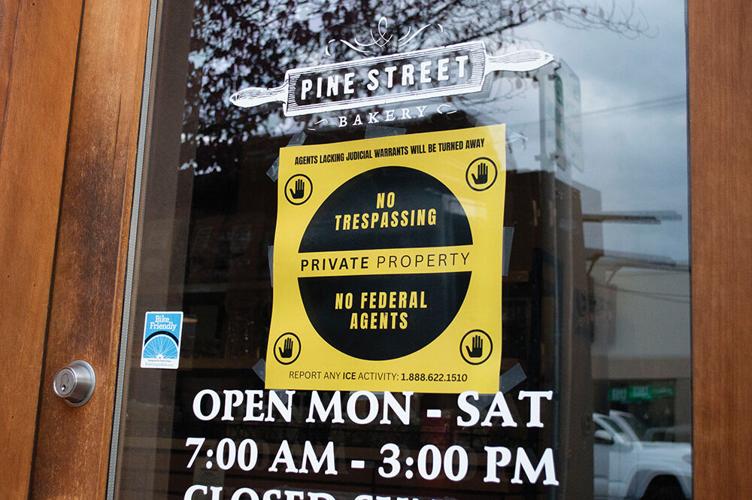 PINE STREET
BAKERY
AGENTS LACKING JUDICIAL WARRANTS WILL BE TURNED AWAY
NO
TRESPASSING
PRIVATE PROPERTY
NO FEDERAL
AGENTS
REPORT ANY ICE ACTIVITY: 1.888.622.1510
Bike
Friendly
OPEN MON - SAT
7:00 AM - 3:00 PM
CLOSED